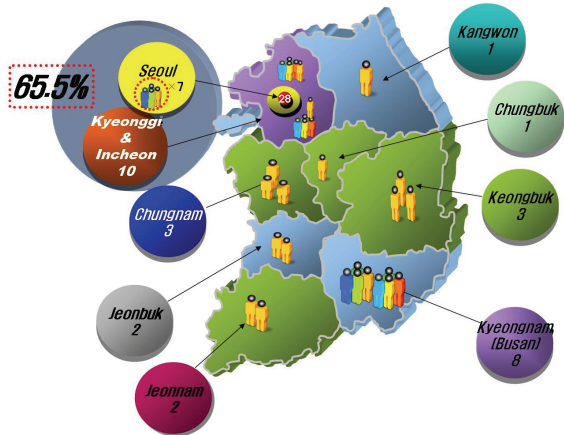 65.5%
Seoul
×7
Kyeonggi
&
Incheon
10
28
Kangwon
1
Chungbuk
1
Chungnam
3
Keongbuk
3
Jeonbuk
2
Kyeongnam,
(Busan)
8
Jeonnam
2